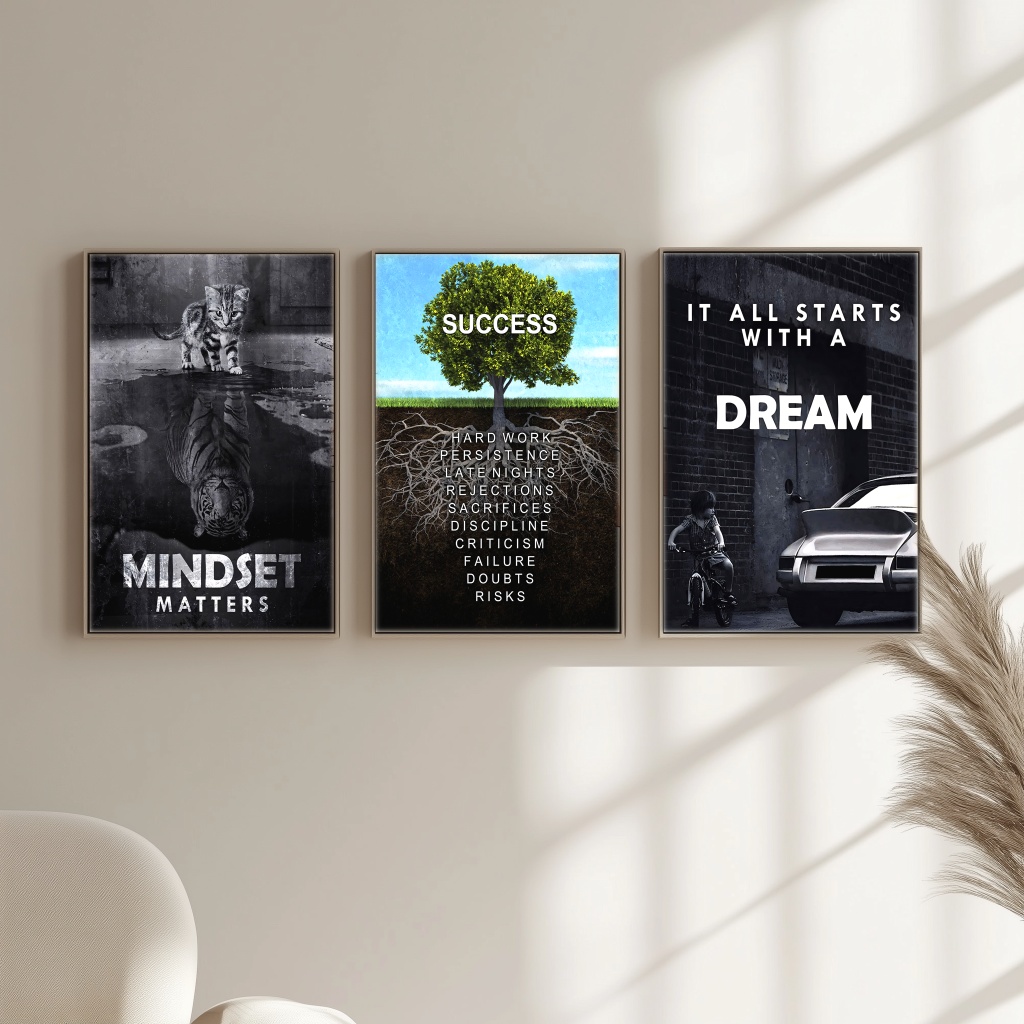 MINDSET
MATTERS
SUCCESS
HARD WORK
PERSISTENCE
LATE NIGHTS
REJECTIONS
SACRIFICES
DISCIPLINE
CRITICISM
FAILURE
DOUBTS
RISKS
IT ALL STARTS
WITH A
DREAM